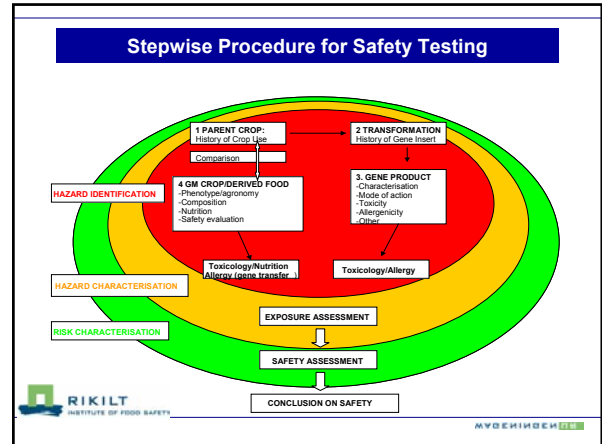 Stepwise Procedure for Safety Testing
1 PARENT CROP:
History of Crop Use
2 TRANSFORMATION
History of Gene Insert
Comparison
4 GM CROP/DERIVED FOOD
-Phenotype/agronomy
-Composition
-Nutrition
-Safety evaluation
3. GENE PRODUCT
-Characterisation
-Mode of action
-Toxicity
-Allergenicity
-Other
HAZARD IDENTIFICATION
Toxicology/Nutrition
Allergy (gene transfer )
Toxicology/Allergy
HAZARD CHARACTERISATION
EXPOSURE ASSESSMENT
RISK CHARACTERISATION
SAFETY ASSESSMENT
CONCLUSION ON SAFETY
RIKILT
INSTITUTE OF FOOD SAFETY
WAGENINGEN UR